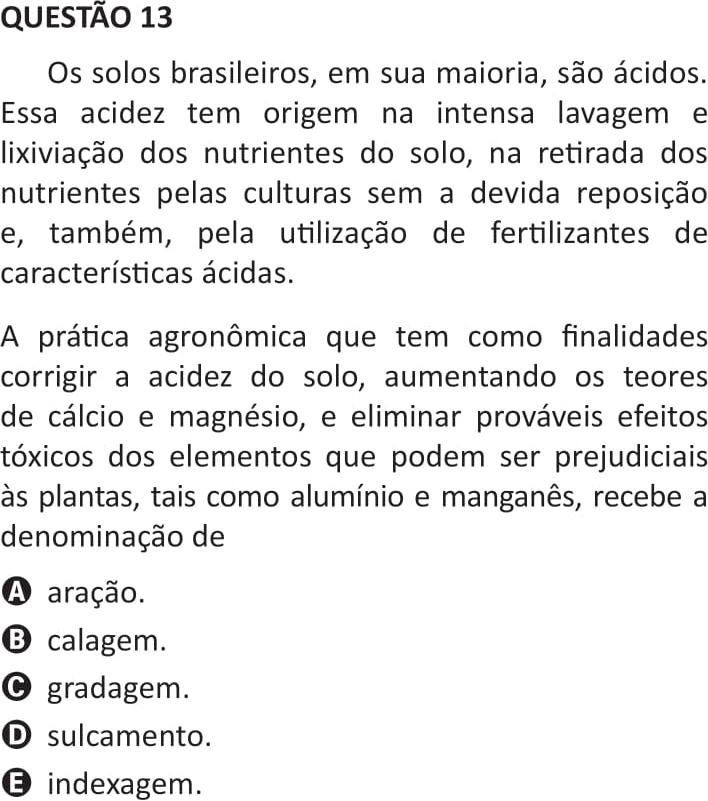 QUESTÃO 13
Os solos brasileiros, em sua maioria, são ácidos.
Essa acidez tem origem na intensa lavagem e
lixiviação dos nutrientes do solo, na retirada dos
nutrientes pelas culturas sem a devida reposição
e, também, pela utilização de fertilizantes de
características ácidas.
A prática agronômica que tem como finalidades
corrigir a acidez do solo, aumentando os teores
de cálcio e magnésio, e eliminar prováveis efeitos
tóxicos dos elementos que podem ser prejudiciais
às plantas, tais como alumínio e manganês, recebe a
denominação de
A aração.
B calagem.
C gradagem.
D sulcamento.
E indexagem.